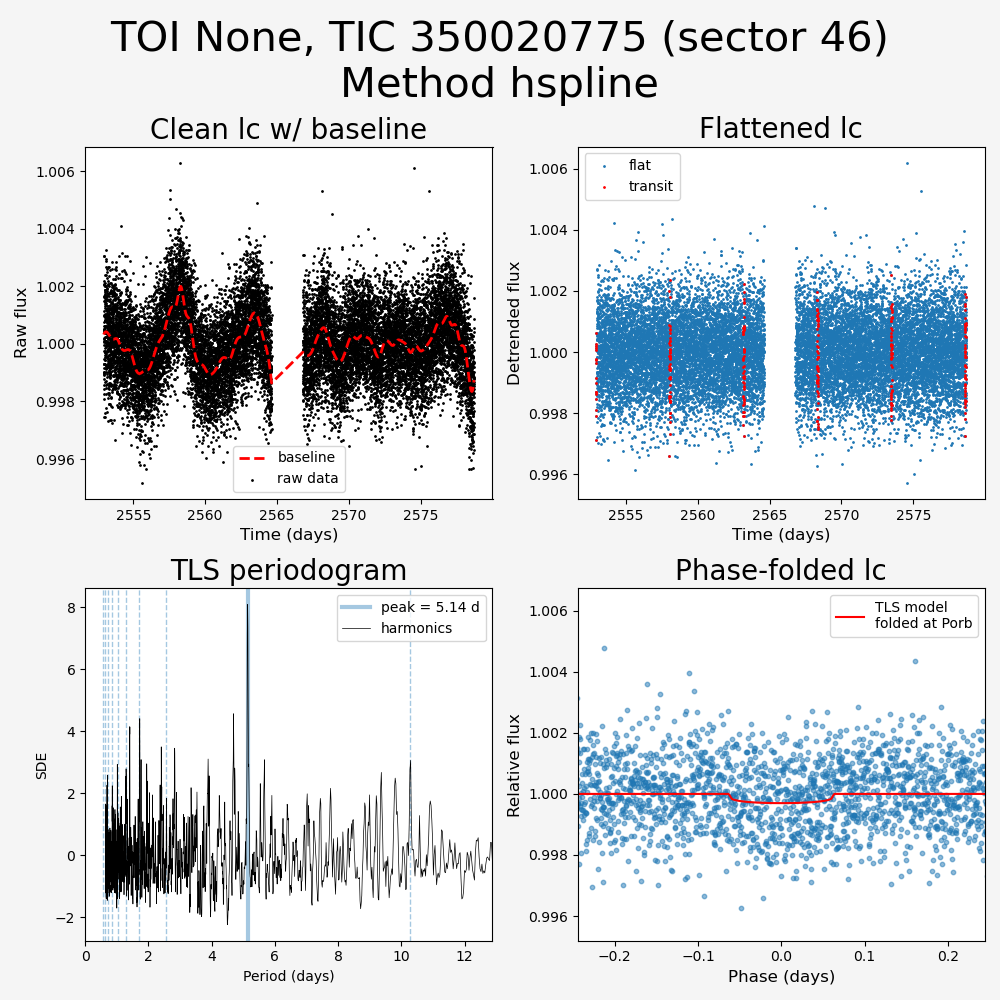 TOI None, TIC 350020775 (sector 46)
Method hspline
Clean lc w/ baseline
Raw flux
1.006
1.004
1.002
1.000
0.998
0.996
baseline
raw data
2555
2560
2565
2570
2575
Time (days)
Flattened lc
Detrended flux
1.006
1.004
1.002
1.000
0.998
0.996
flat
transit
2555
2560
2565
2570
2575
Time (days)
TLS periodogram
SDE
8
6
4
2
0
−2
peak = 5.14 d
harmonics
0
2
4
6
8
10
12
Period (days)
Phase-folded lc
Relative flux
1.006
1.004
1.002
1.000
0.998
0.996
TLS model
folded at Porb
−0.2
−0.1
0.0
0.1
0.2
Phase (days)